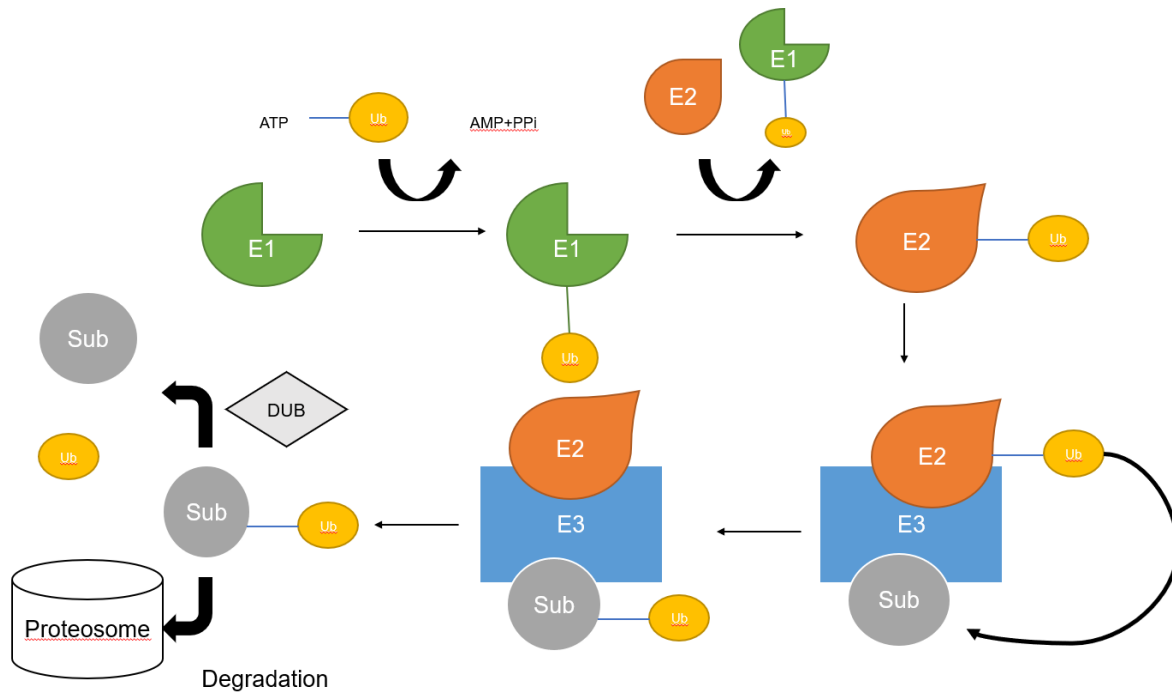 ATP
Ub
AMP+PPi
E2
E1
Ub
E1
E1
E2
Ub
Ub
Sub
DUB
Ub
E2
E3
Sub
Ub
E2
Ub
E3
Sub
Sub
Ub
Proteosome
Degradation